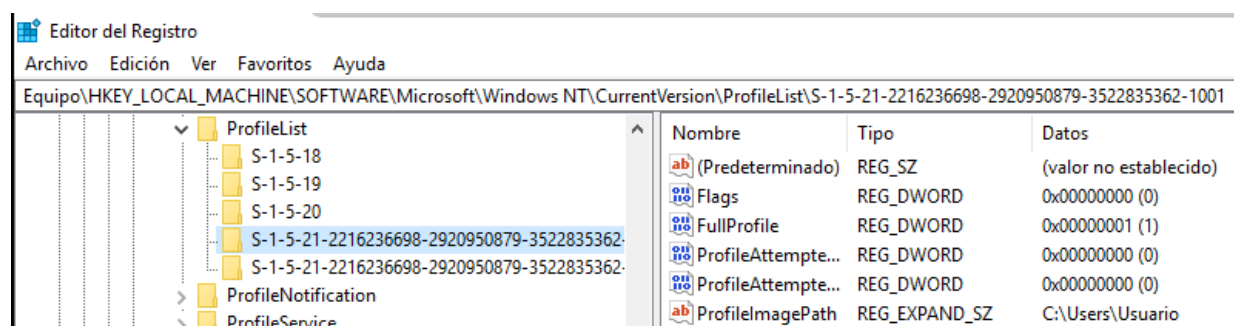 Editor del Registro
Archivo Edición Ver Favoritos Ayuda
Equipo\HKEY_LOCAL_MACHINE\SOFTWARE\Microsoft\Windows NT\CurrentVersion\ProfileList\S-1-5-21-2216236698-2920950879-3522835362-1001
ProfileList
S-1-5-18
S-1-5-19
S-1-5-20
S-1-5-21-2216236698-2920950879-3522835362-
S-1-5-21-2216236698-2920950879-3522835362-
ProfileNotification
ProfileService
Nombre Tipo Datos
(Predeterminado) REG_SZ (valor no establecido)
Flags REG_DWORD 0x00000000 (0)
FullProfile REG_DWORD 0x00000001 (1)
ProfileAttempte... REG_DWORD 0x00000000 (0)
ProfileAttempte... REG_DWORD 0x00000000 (0)
ProfileImagePath REG_EXPAND_SZ C:\Users\Usuario